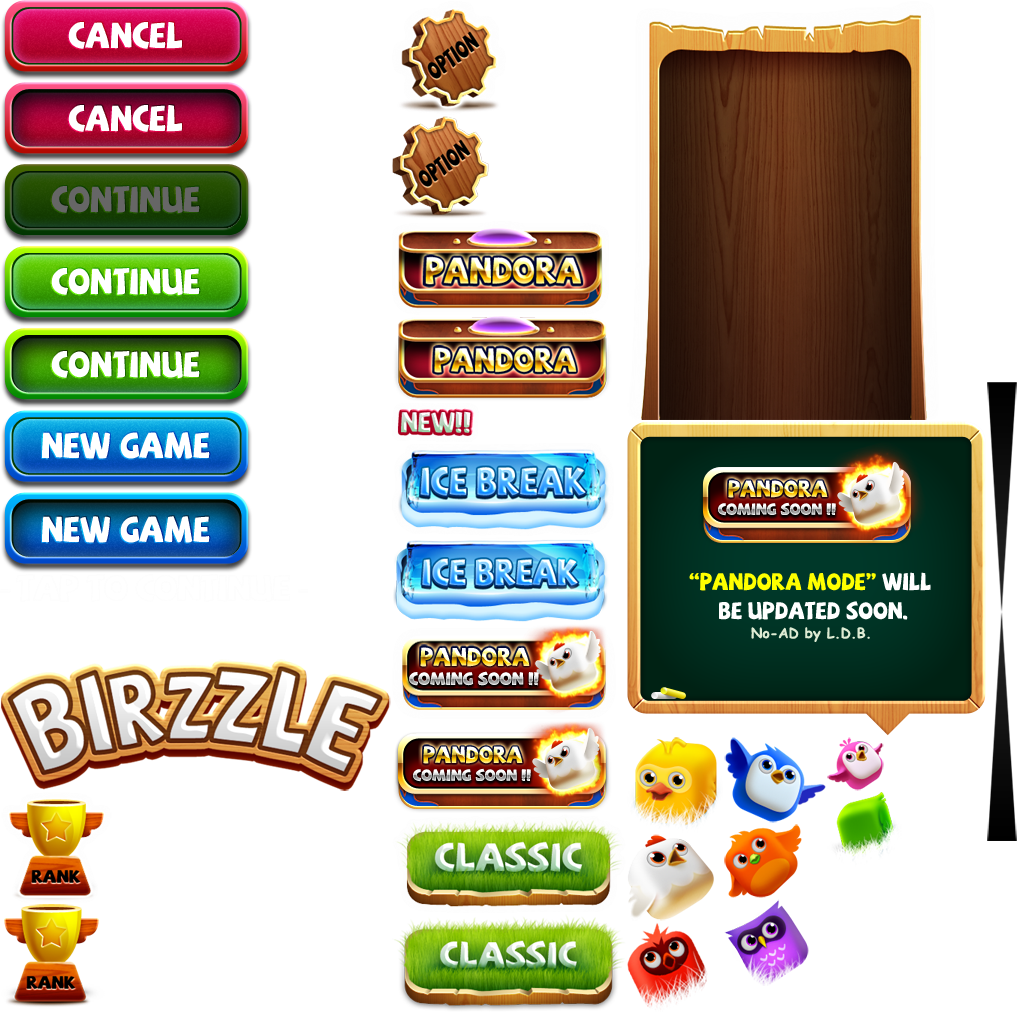 CANCEL
CANCEL
CONTINUE
CONTINUE
CONTINUE
NEW GAME
NEW GAME
BIRZZLE
RANK
RANK
OPTION
OPTION
PANDORA
PANDORA
NEW!!
ICE BREAK
ICE BREAK
PANDORA
COMING SOON !!
PANDORA
COMING SOON !!
CLASSIC
CLASSIC
PANDORA
COMING SOON !!
“PANDORA MODE” WILL
BE UPDATED SOON.
No-AD by L.D.B.